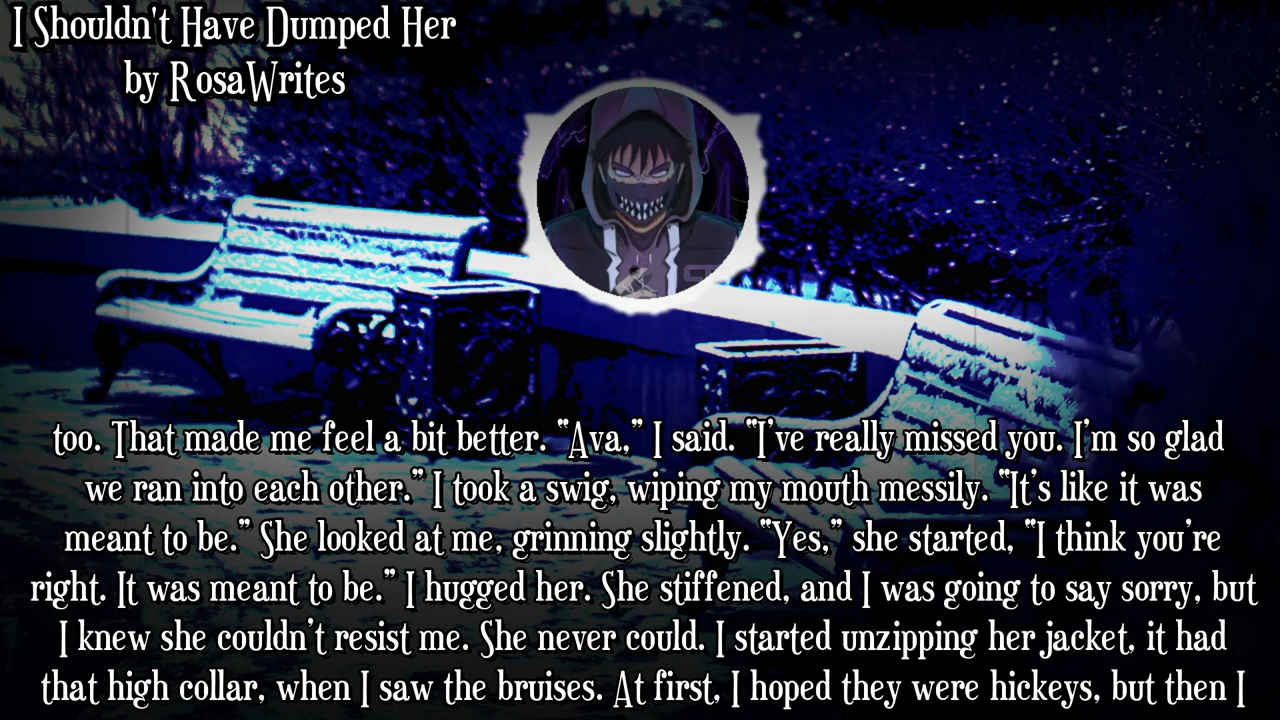 I Shouldn't Have Dumped Her
by RosaWrites
too. That made me feel a bit better. “Ava,” I said. “I’ve really missed you. I’m so glad
we ran into each other.” I took a swig, wiping my mouth messily. “It’s like it was
meant to be.” She looked at me, grinning slightly. “Yes,” she started, “I think you’re
right. It was meant to be.” I hugged her. She stiffened, and I was going to say sorry, but
I knew she couldn’t resist me. She never could. I started unzipping her jacket, it had
that high collar, when I saw the bruises. At first, I hoped they were hickeys, but then I